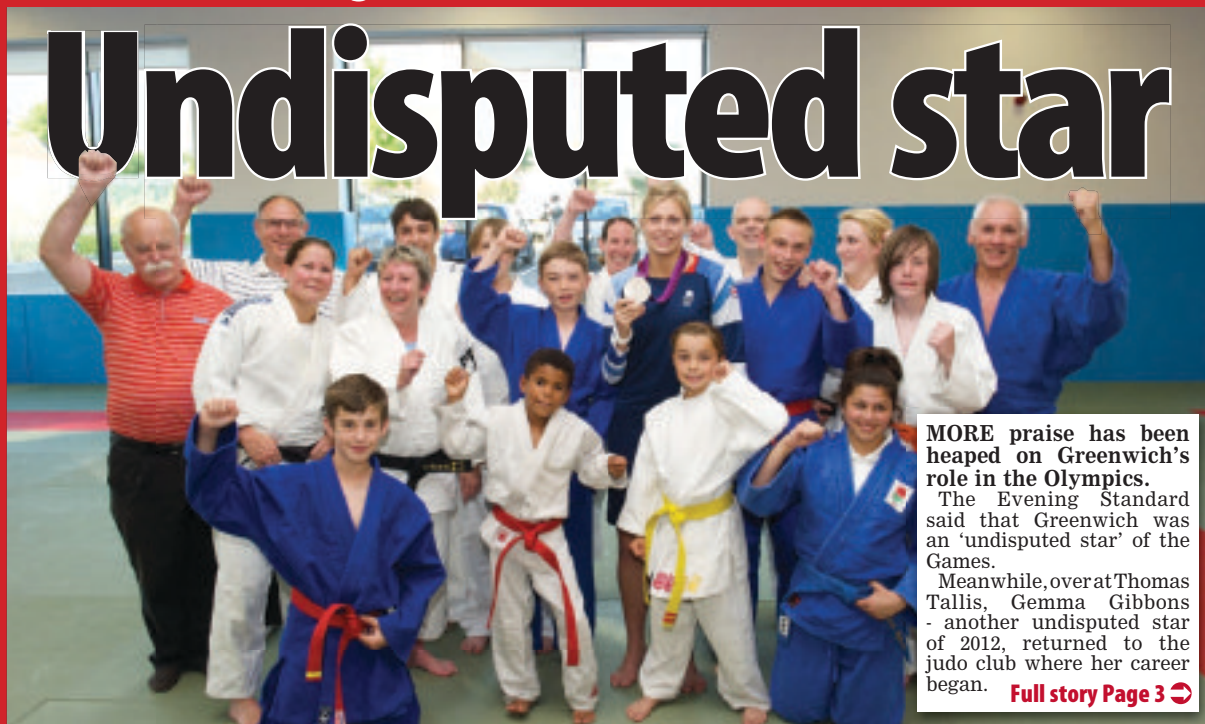 Undisputed star
MORE praise has been
heaped on Greenwich's
role in the Olympics.
The Evening Standard
said that Greenwich was
an 'undisputed star' of the
Games.
Meanwhile, over at Thomas
Tallis, Gemma Gibbons
- another undisputed star
of 2012, returned to the
judo club where her career
began.
Full story Page 3